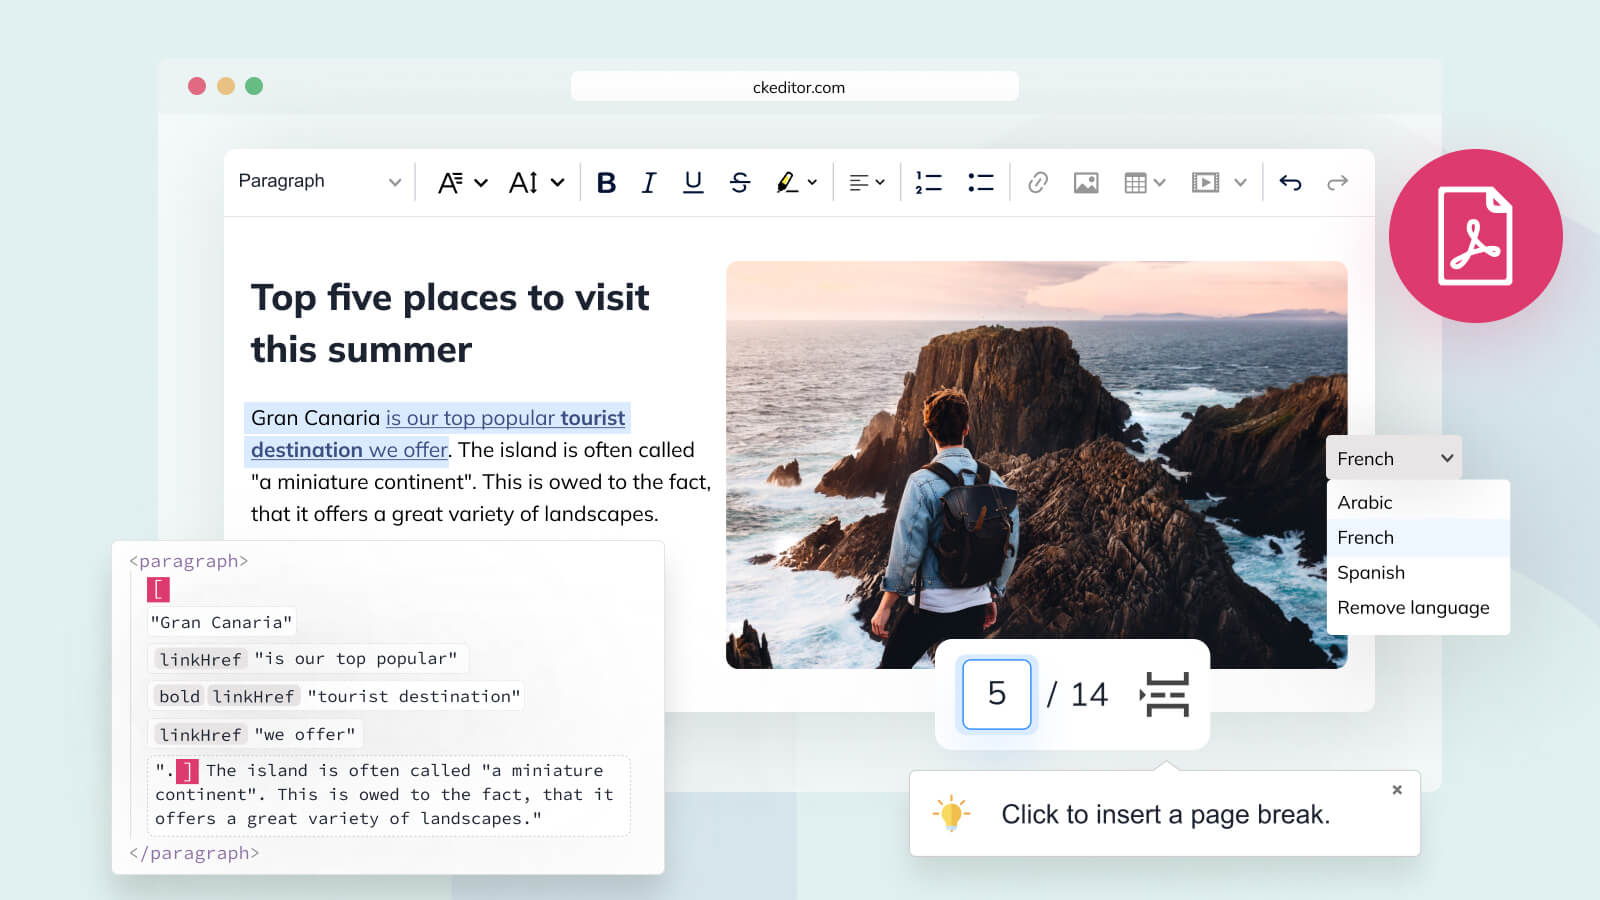 ckeditor.com
Paragraph
A A B I U S
Top five places to visit
this summer
Gran Canaria is our top popular tourist
destination we offer. The island is often called
"a miniature continent". This is owed to the fact,
that it offers a great variety of landscapes.
French
Arabic
French
Spanish
Remove language
<paragraph>
[
"Gran Canaria"
linkHref "is our top popular"
bold linkHref "tourist destination"
linkHref "we offer"
".] The island is often called "a miniature
continent". This is owed to the fact, that it
offers a great variety of landscapes."
</paragraph>
5 / 14
Click to insert a page break.
×